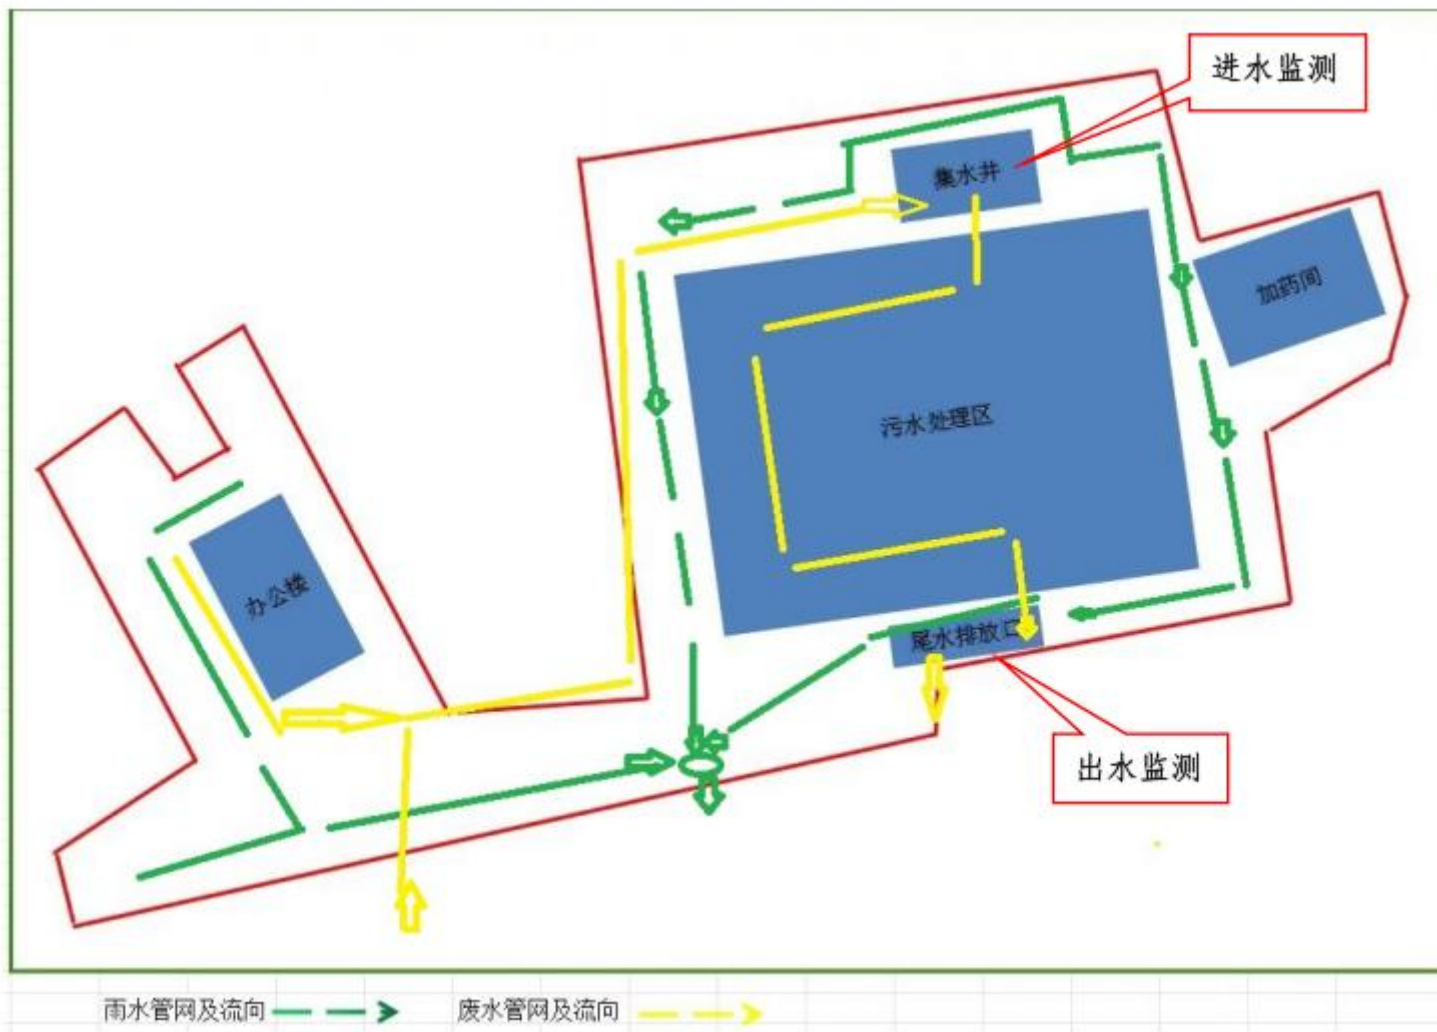 进水监测
集水井
加药间
污水处理区
办公楼
尾水排放口
出水监测
雨水管网及流向
废水管网及流向